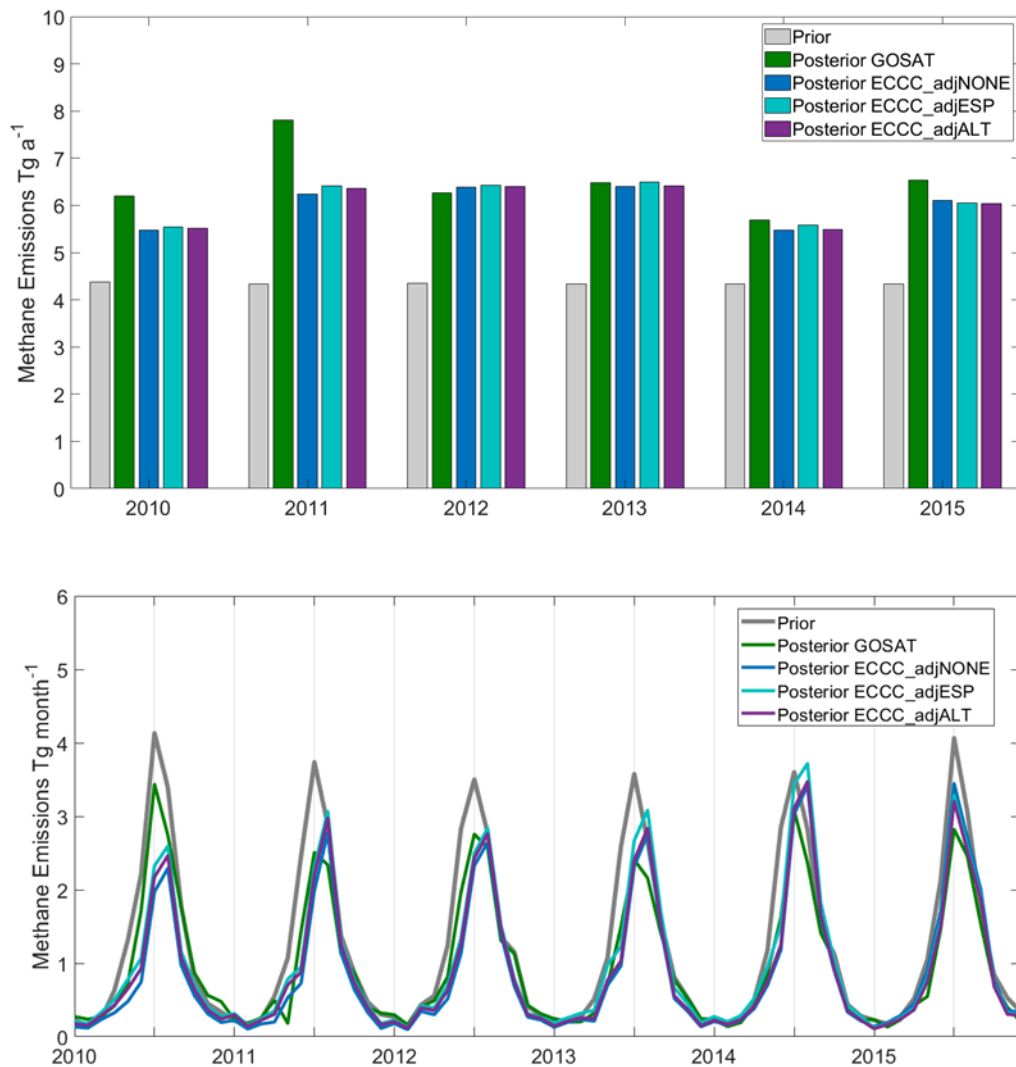 10
9
8
7
6
5
4
3
2
1
0
Methane Emissions Tg a⁻¹
Prior
Posterior GOSAT
Posterior ECCC_adjNONE
Posterior ECCC_adjESP
Posterior ECCC_adjALT
2010 2011 2012 2013 2014 2015
6
5
4
3
2
1
0
Methane Emissions Tg month⁻¹
Prior
Posterior GOSAT
Posterior ECCC_adjNONE
Posterior ECCC_adjESP
Posterior ECCC_adjALT
2010 2011 2012 2013 2014 2015